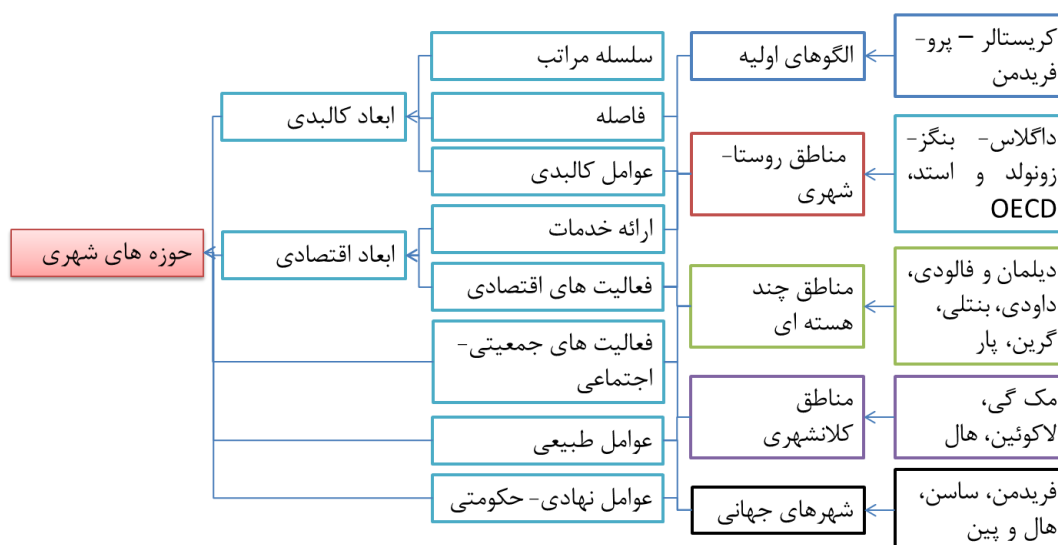 کریستالر – پرو-
فریدمن
داگلاس- بنگز-
زونولد و استد،
OECD
دیلمان و فالودی،
داودی، بنتلی،
گرین، پار
مک گی،
لاکوئین، هال
فریدمن، ساسن،
هال و پین
الگوهای اولیه
مناطق روستا-
شهری
مناطق چند
هسته ای
مناطق
کلانشهری
شهرهای جهانی
سلسله مراتب
فاصله
عوامل کالبدی
ارائه خدمات
فعالیت های اقتصادی
فعالیت های جمعیتی-
اجتماعی
عوامل طبیعی
عوامل نهادی- حکومتی
ابعاد کالبدی
ابعاد اقتصادی
حوزه های شهری